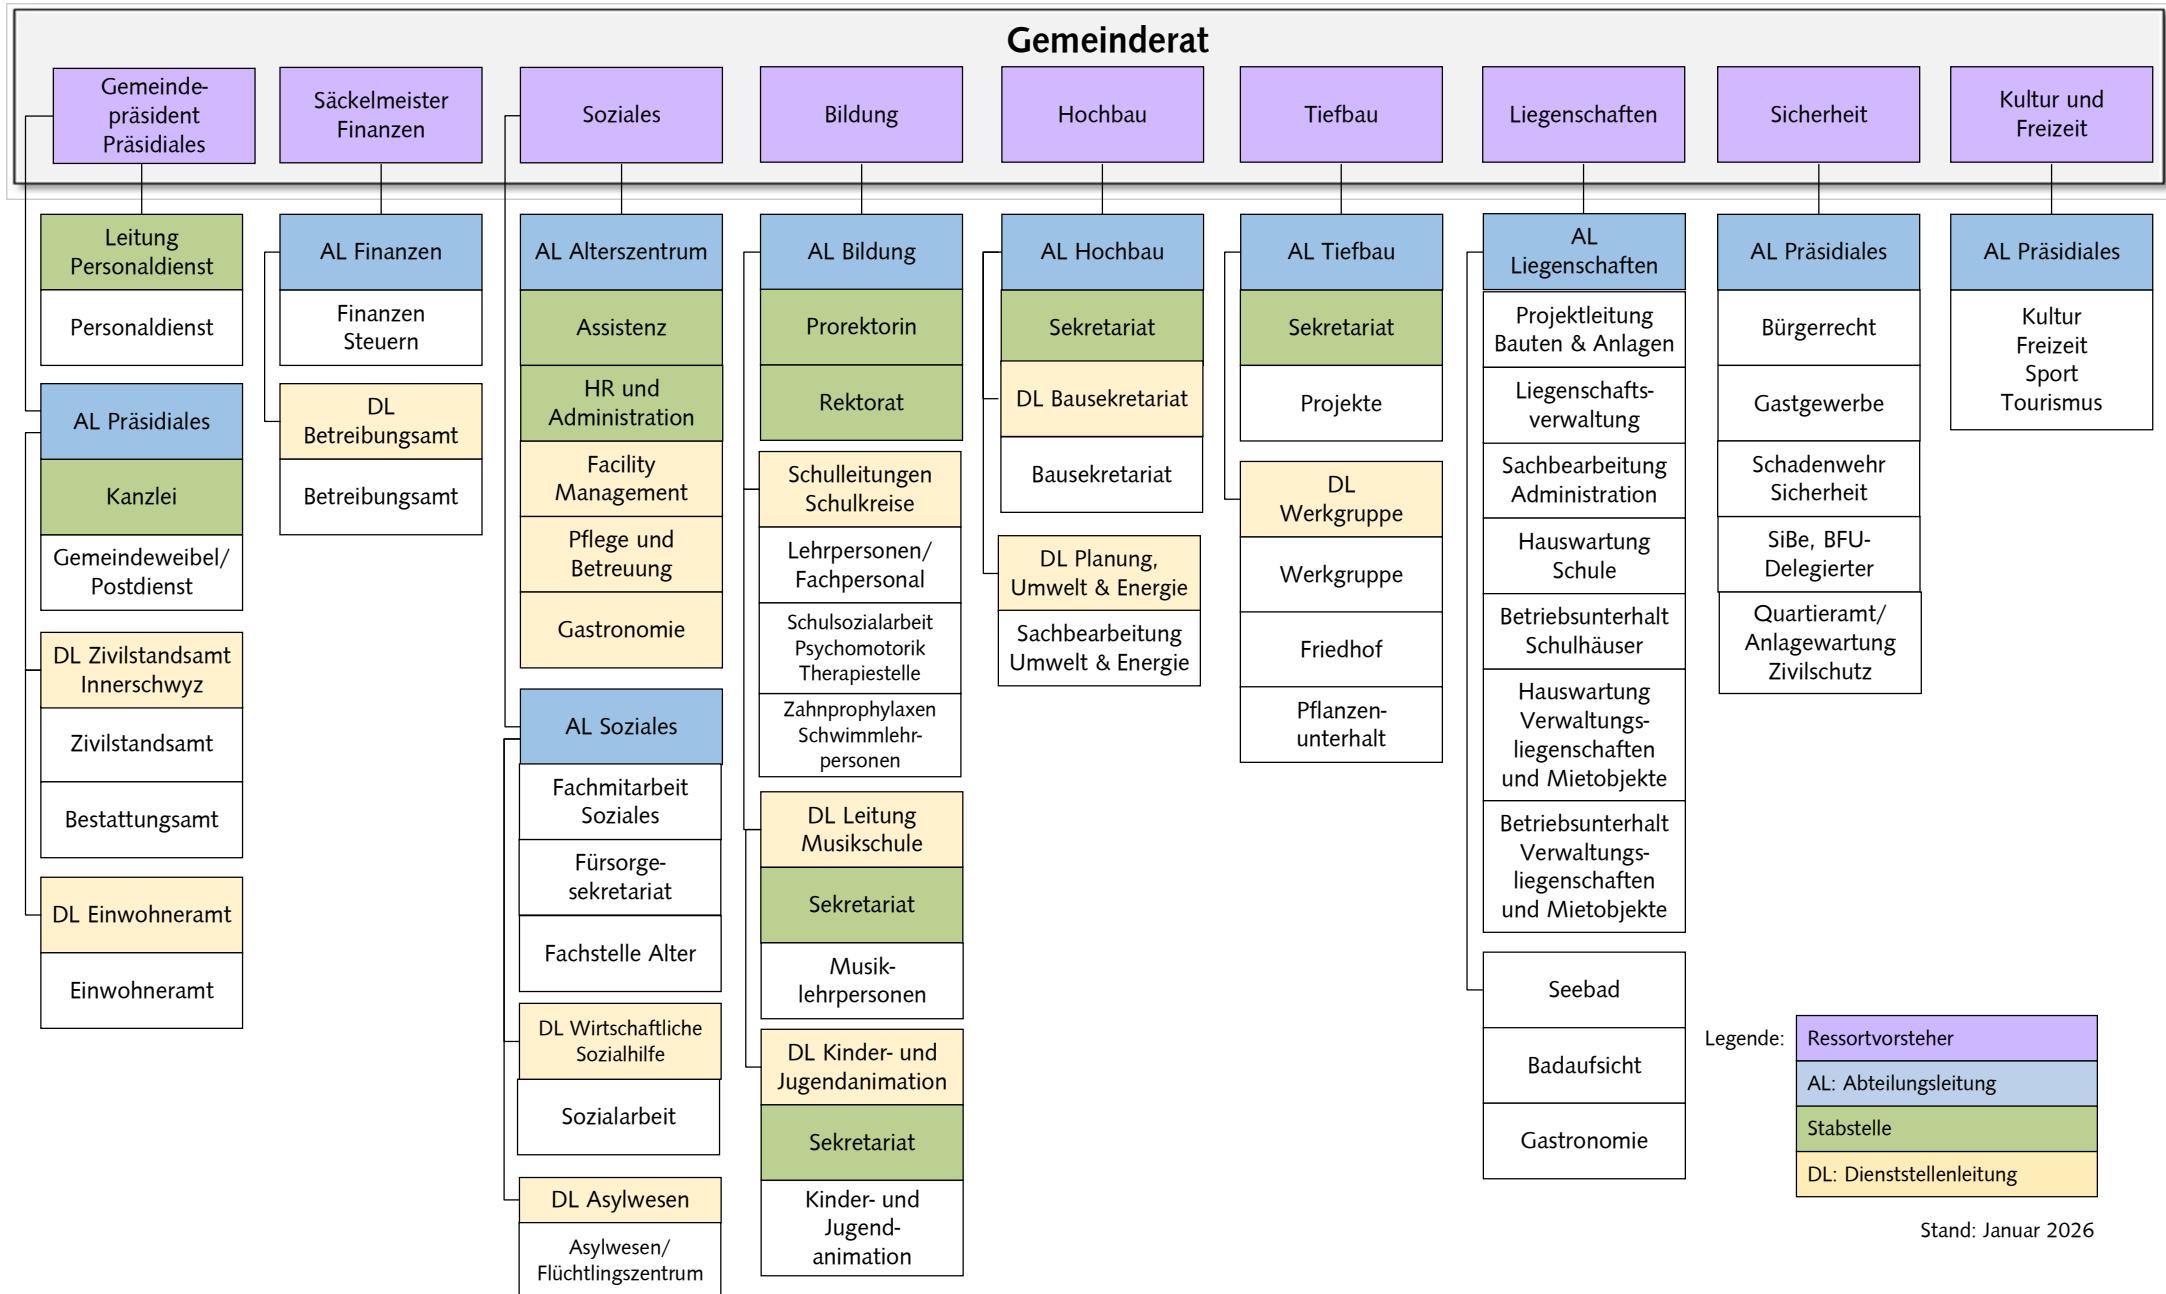 Gemeinderat
Gemeinde-
präsident
Präsidiales
Säckelmeister
Finanzen
Soziales
Bildung
Hochbau
Tiefbau
Liegenschaften
Sicherheit
Kultur und
Freizeit
Leitung
Personaldienst
Personaldienst
AL Präsidiales
Kanzlei
Gemeindeweibel/
Postdienst
DL Zivilstandsamt
Innerschwyz
Zivilstandsamt
Bestattungsamt
DL Einwohneramt
Einwohneramt
AL Finanzen
Finanzen
Steuern
DL
Betreibungsamt
Betreibungsamt
AL Alterszentrum
Assistenz
HR und
Administration
Facility
Management
Pflege und
Betreuung
Gastronomie
AL Soziales
Fachmitarbeit
Soziales
Fürsorge-
sekretariat
Fachstelle Alter
DL Wirtschaftliche
Sozialhilfe
Sozialarbeit
DL Asylwesen
Asylwesen/
Flüchtlingszentrum
AL Bildung
Prorektorin
Rektorat
Schulleitungen
Schulkreise
Lehrpersonen/
Fachpersonal
Schulsozialarbeit
Psychomotorik
Therapiestelle
Zahnprophylaxen
Schwimmlehr-
personen
DL Leitung
Musikschule
Sekretariat
Musik-
lehrpersonen
DL Kinder- und
Jugendanimation
Sekretariat
Kinder- und
Jugend-
animation
AL Hochbau
Sekretariat
DL Bausekretariat
Bausekretariat
DL Planung,
Umwelt & Energie
Sachbearbeitung
Umwelt & Energie
AL Tiefbau
Sekretariat
Projekte
DL
Werkgruppe
Werkgruppe
Friedhof
Pflanzen-
unterhalt
AL
Liegenschaften
Projektleitung
Bauten & Anlagen
Liegenschafts-
verwaltung
Sachbearbeitung
Administration
Hauswartung
Schule
Betriebsunterhalt
Schulhäuser
Hauswartung
Verwaltungs-
liegenschaften
und Mietobjekte
Betriebsunterhalt
Verwaltungs-
liegenschaften
und Mietobjekte
Seebad
Badaufsicht
Gastronomie
AL Präsidiales
Bürgerrecht
Gastgewerbe
Schadenwehr
Sicherheit
SiBe, BFU-
Delegierter
Quartieramt/
Anlagewartung
Zivilschutz
AL Präsidiales
Kultur
Freizeit
Sport
Tourismus
Legende:
Ressortvorsteher
AL: Abteilungsleitung
Stabstelle
DL: Dienststellenleitung
Stand: Januar 2026